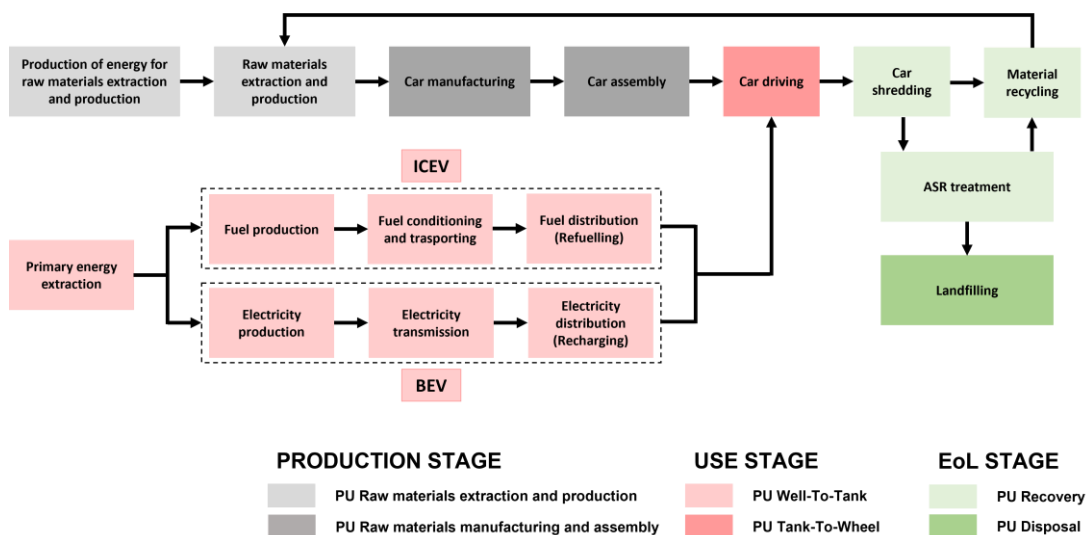 Production of energy for
raw materials extraction
and production
Raw materials
extraction and
production
Car manufacturing
Car assembly
Car driving
Car
shredding
Material
recycling
ASR treatment
Landfilling
ICEV
Fuel production
Fuel conditioning
and trasporting
Fuel distribution
(Refuelling)
Primary energy
extraction
Electricity
production
Electricity
transmission
Electricity
distribution
(Recharging)
BEV
PRODUCTION STAGE
PU Raw materials extraction and production
PU Raw materials manufacturing and assembly
USE STAGE
PU Well-To-Tank
PU Tank-To-Wheel
EoL STAGE
PU Recovery
PU Disposal